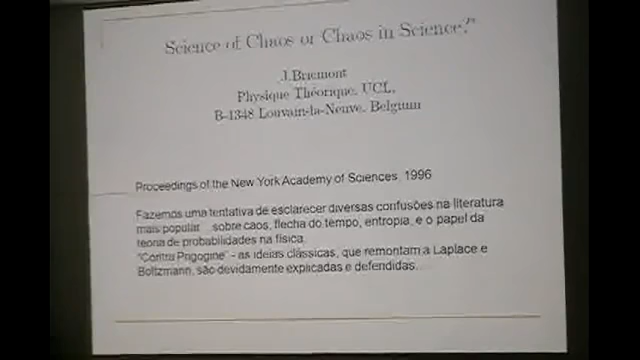 Science of Chaos or Chaos in Science?*
J.Bricmont
Physique Théorique, UCL,
B-1348 Louvain-la-Neuve, Belgium
Proceedings of the New York Academy of Sciences, 1996
Fazemos uma tentativa de esclarecer diversas confusões na literatura
mais popular sobre caos, flecha do tempo, entropia, e o papel da
teoria de probabilidades na física.
"Contra Prigogine" - as ideias clássicas, que remontam a Laplace e
Boltzmann, são devidamente explicadas e defendidas...